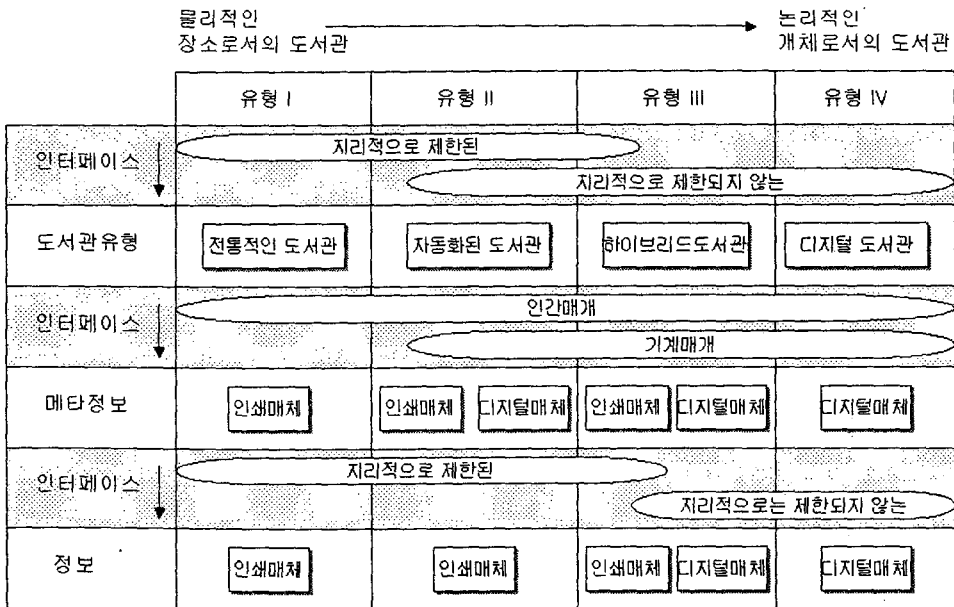 물리적인
장소로서의 도서관
논리적인
개체로서의 도서관
유형 I 유형 II 유형 III 유형 IV
인터페이스 지리적으로 제한된
지리적으로 제한되지 않는
도서관유형 전통적인 도서관 자동화된 도서관 하이브리드도서관 디지털 도서관
인터페이스 인간매개
기계매개
메타정보 인쇄매체 인쇄매체 디지털매체 인쇄매체 디지털매체 디지털매체
인터페이스 지리적으로 제한된
지리적으로는 제한되지 않는
정보 인쇄매체 인쇄매체 인쇄매체 디지털매체 디지털매체